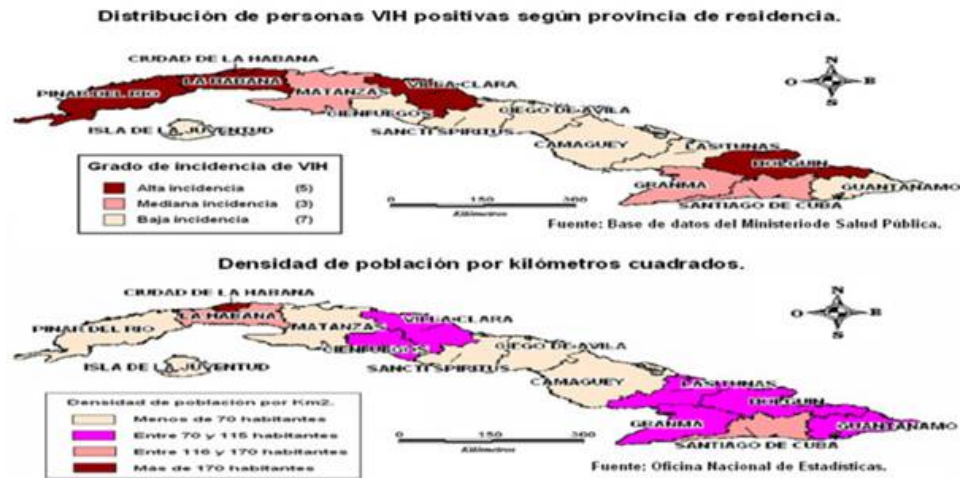 Distribución de personas VIH positivas según provincia de residencia.
CIUDAD DE LA HABANA
LA HABANA
PINAR DEL RIO
MATANZAS
VILLA-CLARA
CIENFUEGOS
CIEGO DE AVILA
ISLA DE LA JUVENTUD
SANCTI SPIRITUS
CAMAGUEY
LAS TUNAS
HOLGUIN
GRANMA
GUANTANAMO
SANTIAGO DE CUBA
N
O E
S
Grado de incidencia de VIH
Alta incidencia (5)
Mediana incidencia (3)
Baja incidencia (7)
0 150 300
Kilómetros
Fuente: Base de datos del Ministeriode Salud Pública.
Densidad de población por kilómetros cuadrados.
CIUDAD DE LA HABANA
LA HABANA
PINAR DEL RIO
MATANZAS
VILLA-CLARA
CIENFUEGOS
CIEGO DE AVILA
ISLA DE LA JUVENTUD
SANCTI SPIRITUS
CAMAGUEY
LAS TUNAS
HOLGUIN
GRANMA
GUANTANAMO
SANTIAGO DE CUBA
N
O E
S
Densidad de población por Km2.
Menos de 70 habitantes
Entre 70 y 115 habitantes
Entre 116 y 170 habitantes
Más de 170 habitantes
0 150 300
Kilómetros
Fuente: Oficina Nacional de Estadísticas.